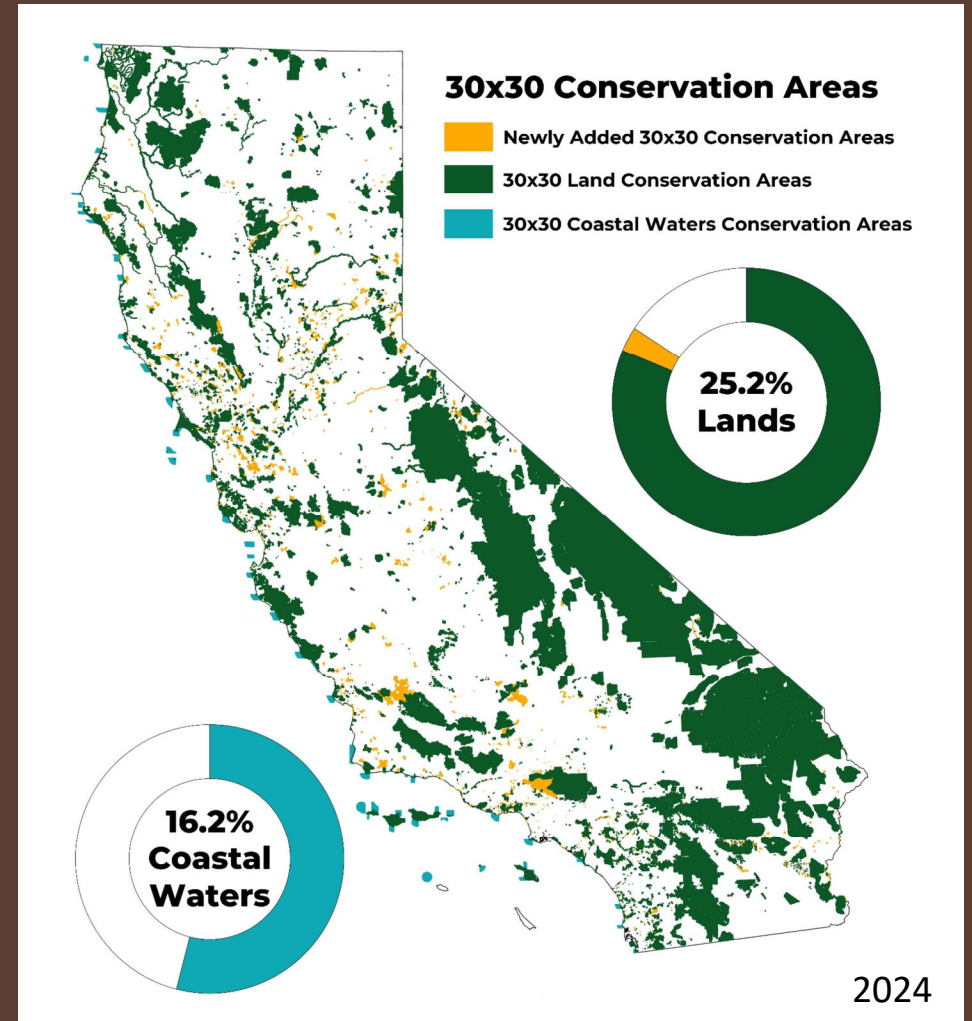 30x30 Conservation Areas
Newly Added 30x30 Conservation Areas
30x30 Land Conservation Areas
30x30 Coastal Waters Conservation Areas
25.2%
Lands
16.2%
Coastal
Waters
2024